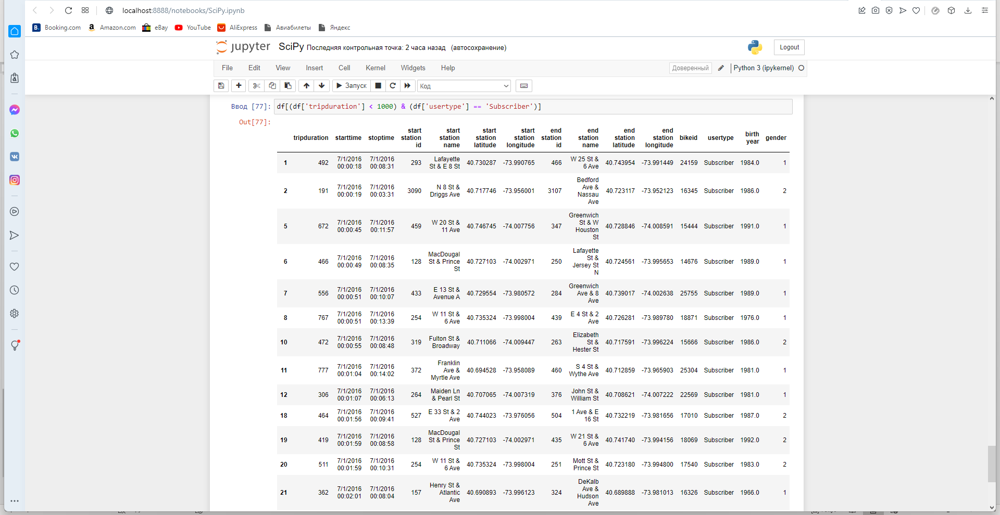 localhost:8888/notebooks/SciPy.ipynb
Booking.com Amazon.com eBay YouTube AliExpress Авиабилеты Яндекс
jupyter SciPy Последняя контрольная точка: 2 часа назад (автосохранение) Logout
File Edit View Insert Cell Kernel Widgets Help Доверенный Python 3 (ipykernel)
Запуск Код
Ввод [77]: df[(df['tripduration'] < 1000) & (df['usertype'] == 'Subscriber')]
Out[77]:
tripduration starttime stoptime start station id start station name start station latitude start station longitude end station id end station name end station latitude end station longitude bikeid usertype birth year gender
1 492 7/1/2016 00:00:18 7/1/2016 00:08:31 293 Lafayette St & E 8 St 40.730287 -73.990765 466 W 25 St & 6 Ave 40.743954 -73.991449 24159 Subscriber 1984.0 1
2 191 7/1/2016 00:00:19 7/1/2016 00:03:31 3090 N 8 St & Driggs Ave 40.717746 -73.956001 3107 Bedford Ave & Nassau Ave 40.723117 -73.952123 16345 Subscriber 1986.0 2
5 672 7/1/2016 00:00:45 7/1/2016 00:11:57 459 W 20 St & 11 Ave 40.746745 -74.007756 347 Greenwich St & W Houston St 40.728846 -74.008591 15444 Subscriber 1991.0 1
6 466 7/1/2016 00:00:49 7/1/2016 00:08:35 128 MacDougal St & Prince St 40.727103 -74.002971 250 Lafayette St & Jersey St N 40.724561 -73.995653 14676 Subscriber 1989.0 1
7 556 7/1/2016 00:00:51 7/1/2016 00:10:07 433 E 13 St & Avenue A 40.729554 -73.980572 284 Greenwich Ave & 8 Ave 40.739017 -74.002638 25755 Subscriber 1989.0 1
8 767 7/1/2016 00:00:51 7/1/2016 00:13:39 254 W 11 St & 6 Ave 40.735324 -73.998004 439 E 4 St & 2 Ave 40.726281 -73.989780 18871 Subscriber 1976.0 1
10 472 7/1/2016 00:00:55 7/1/2016 00:08:48 319 Fulton St & Broadway 40.711066 -74.009447 263 Elizabeth St & Hester St 40.717591 -73.996224 15666 Subscriber 1986.0 2
11 777 7/1/2016 00:01:04 7/1/2016 00:14:02 372 Franklin Ave & Myrtle Ave 40.694528 -73.958089 460 S 4 St & Wythe Ave 40.712859 -73.965903 25304 Subscriber 1981.0 1
12 306 7/1/2016 00:01:07 7/1/2016 00:06:13 264 Maiden Ln & Pearl St 40.707065 -74.007319 376 John St & William St 40.708621 -74.007222 22569 Subscriber 1981.0 1
18 464 7/1/2016 00:01:56 7/1/2016 00:09:41 527 E 33 St & 2 Ave 40.744023 -73.976056 504 1 Ave & E 16 St 40.732219 -73.981656 17010 Subscriber 1987.0 2
19 419 7/1/2016 00:01:59 7/1/2016 00:08:58 128 MacDougal St & Prince St 40.727103 -74.002971 435 W 21 St & 6 Ave 40.741740 -73.994156 18069 Subscriber 1992.0 2
20 511 7/1/2016 00:01:59 7/1/2016 00:10:31 254 W 11 St & 6 Ave 40.735324 -73.998004 251 Mott St & Prince St 40.723180 -73.994800 17540 Subscriber 1983.0 2
21 362 7/1/2016 00:02:01 7/1/2016 00:08:04 157 Henry St & Atlantic Ave 40.690893 -73.996123 324 DeKalb Ave & Hudson Ave 40.689888 -73.981013 16326 Subscriber 1966.0 1